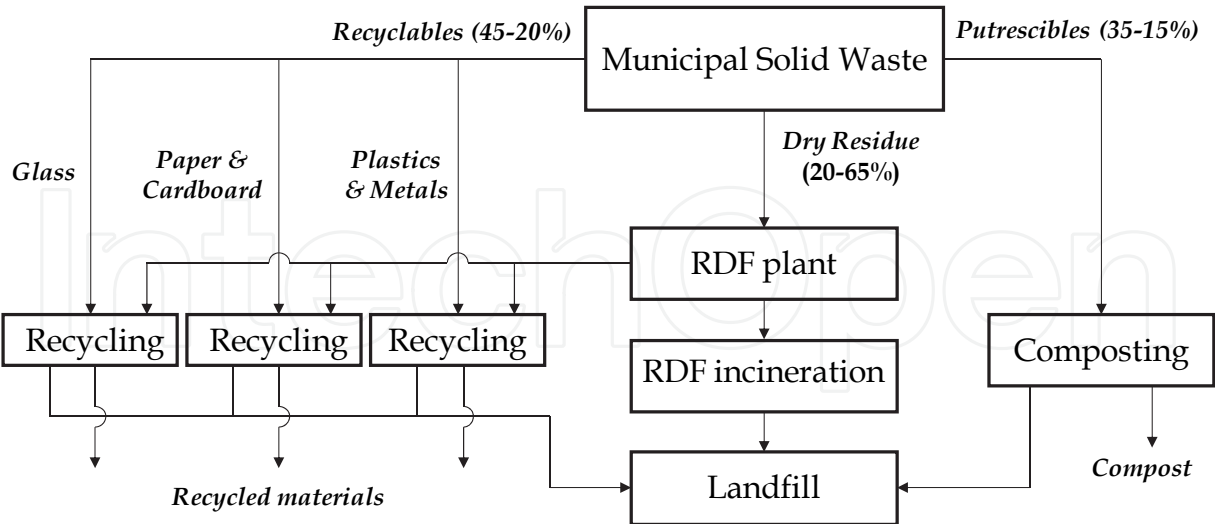 Recyclables (45-20%)
Municipal Solid Waste
Putrescibles (35-15%)
Glass
Paper &
Cardboard
Plastics
& Metals
Dry Residue
(20-65%)
RDF plant
Recycling
Recycling
Recycling
RDF incineration
Composting
Landfill
Recycled materials
Compost
IntechOpen